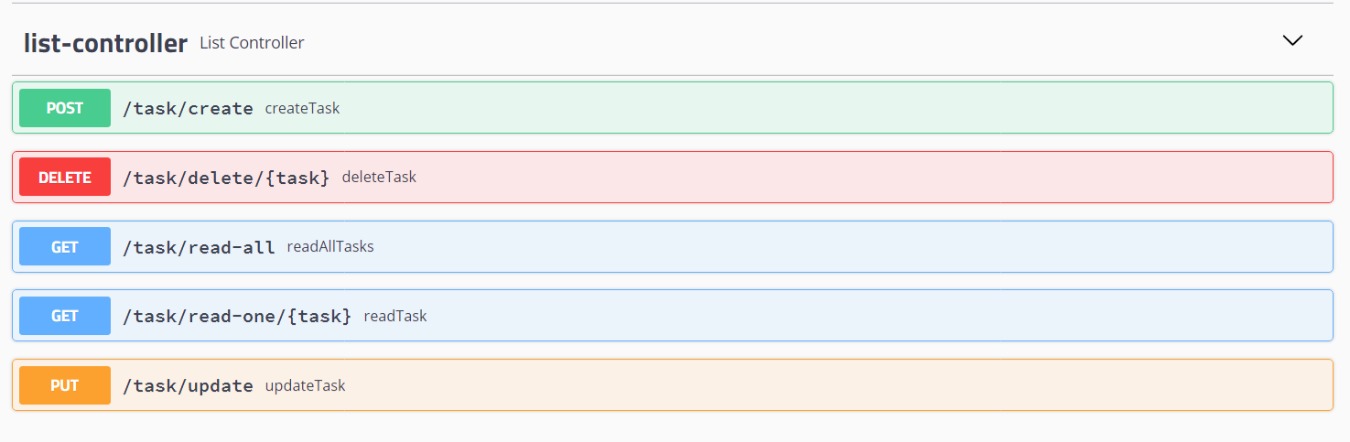 list-controller List Controller
POST /task/create createTask
DELETE /task/delete/{task} deleteTask
GET /task/read-all readAllTasks
GET /task/read-one/{task} readTask
PUT /task/update updateTask